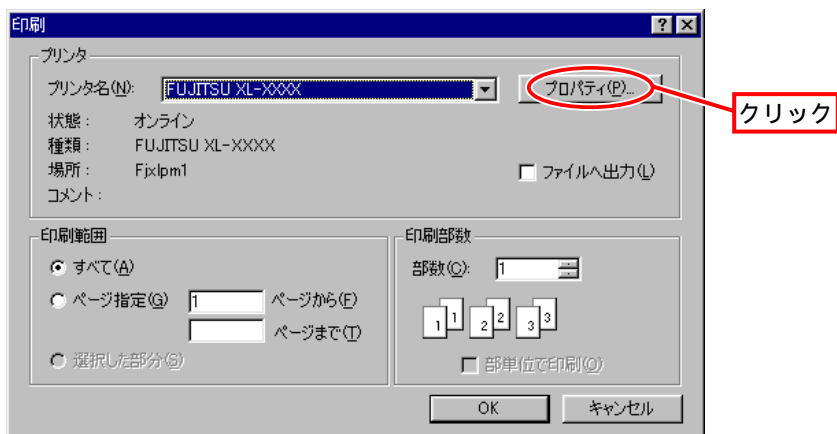 印刷
プリンタ
プリンタ名(N): FUJITSU XL-XXXX プロパティ(P)...
クリック
状態： オンライン
種類： FUJITSU XL-XXXX
場所： Fjxlpm1 ファイルへ出力(L)
コメント：
印刷範囲
すべて(A)
ページ指定(G) 1 ページから(F)
ページまで(T)
選択した部分(S)
印刷部数
部数(C): 1
1 1 2 2 3 3
部単位で印刷(O)
OK キャンセル